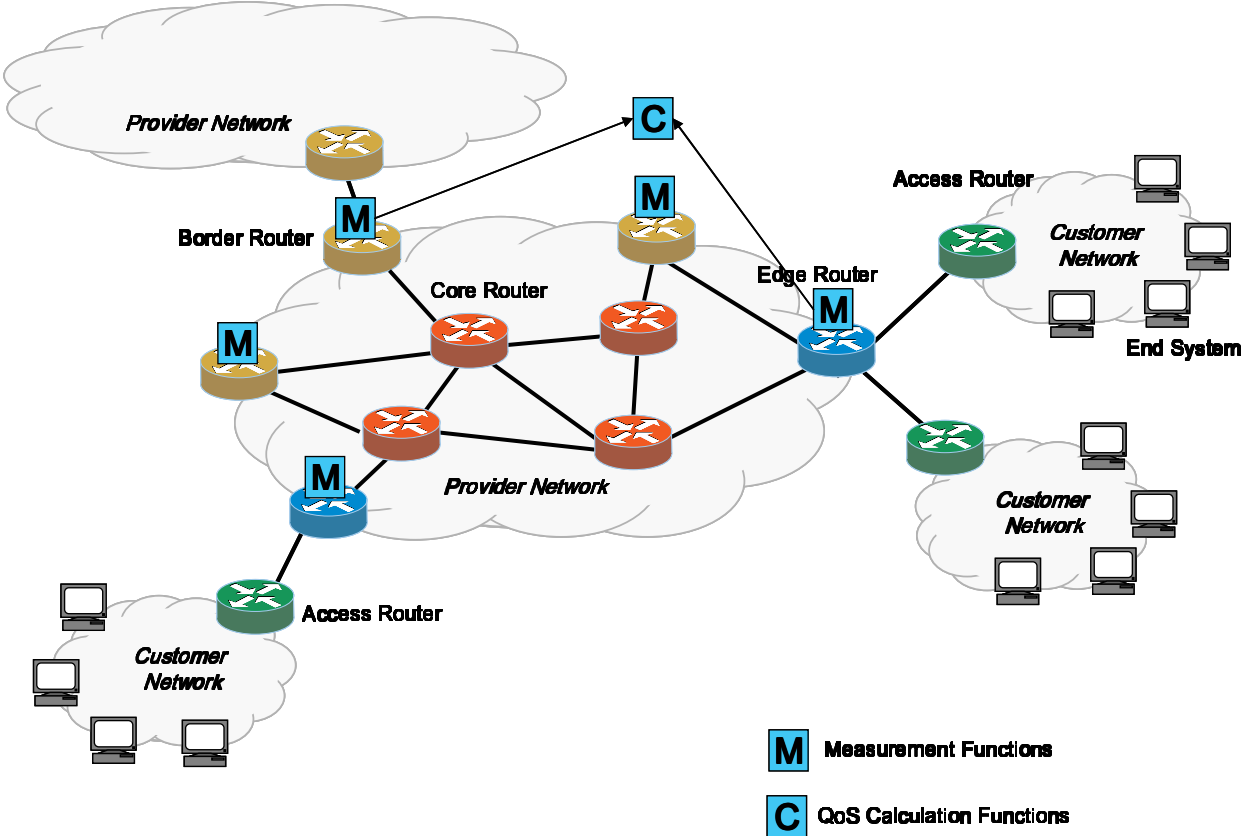 Provider Network
C
M
M
Access Router
Border Router
Customer
Network
Edge Router
Core Router
M
M
End System
M
Provider Network
Customer
Network
Access Router
Customer
Network
M Measurement Functions
C QoS Calculation Functions